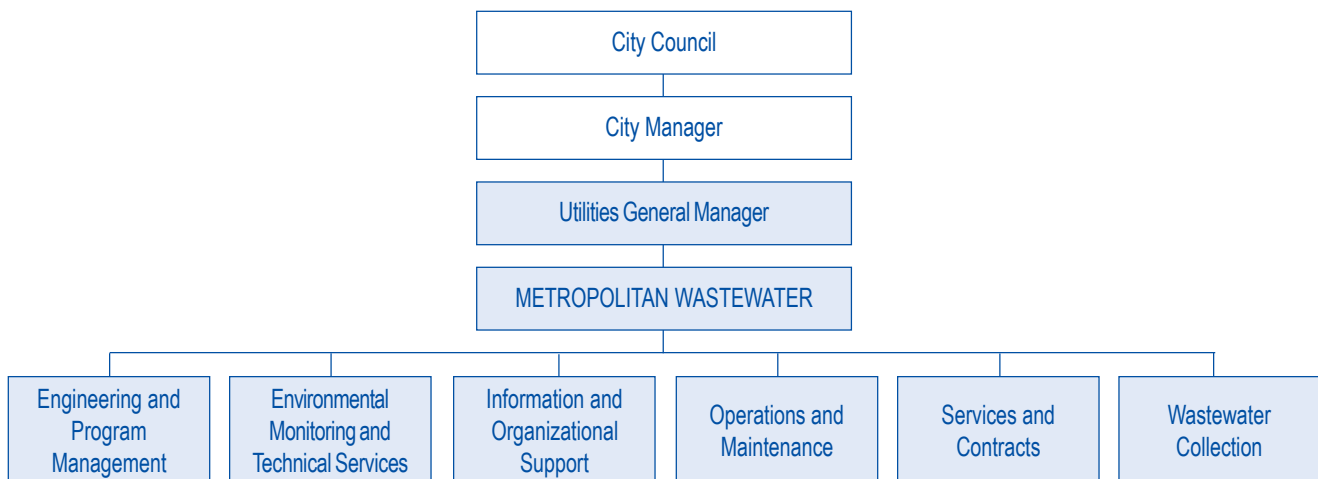 City Council
City Manager
Utilities General Manager
METROPOLITAN WASTEWATER
Engineering and
Program
Management
Environmental
Monitoring and
Technical Services
Information and
Organizational
Support
Operations and
Maintenance
Services and
Contracts
Wastewater
Collection